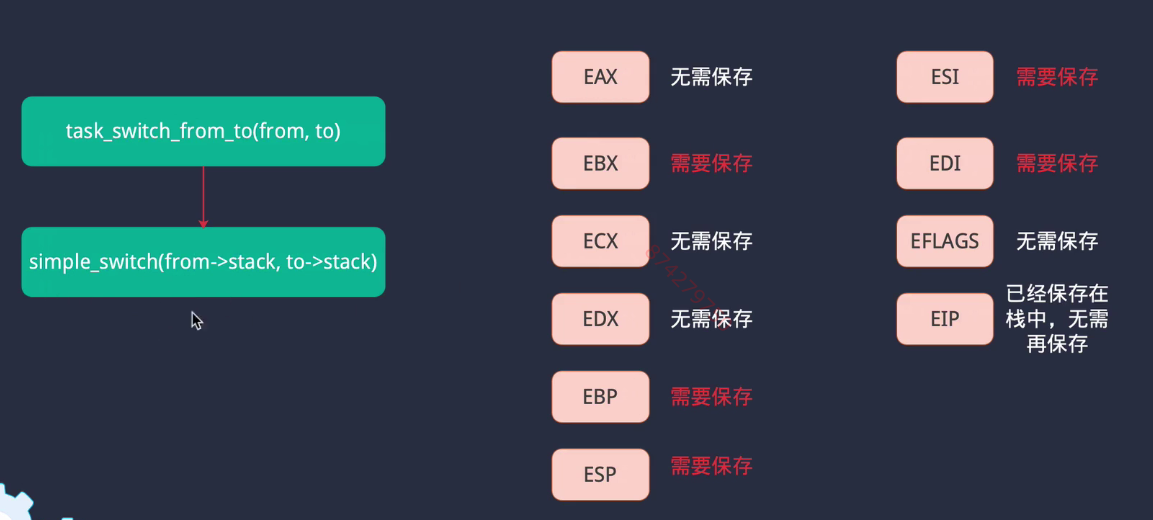 task_switch_from_to(from, to)
simple_switch(from->stack, to->stack)
EAX 无需保存
EBX 需要保存
ECX 无需保存
EDX 无需保存
EBP 需要保存
ESP 需要保存
ESI 需要保存
EDI 需要保存
EFLAGS 无需保存
EIP
已经保存在
栈中，无需
再保存